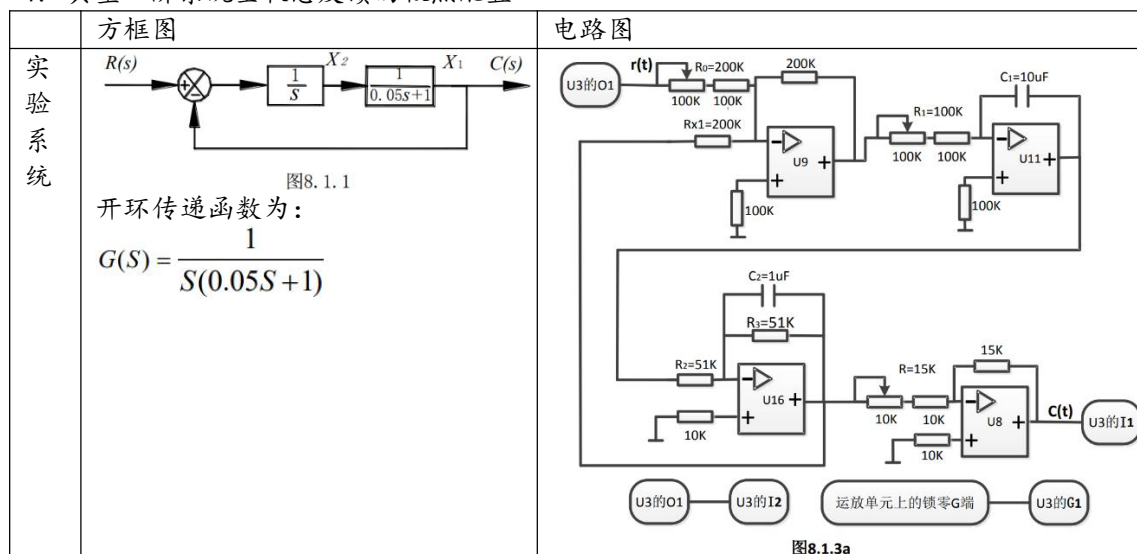 方框图
电路图
实验系统
R(s)
X₂
X₁
C(s)
+
−
1/s
1/(0.05s+1)
图8.1.1
开环传递函数为：
G(S) = 1/(S(0.05S+1))
U3的O1
r(t)
R₀=200K
100K
100K
200K
Rx1=200K
−
+
U9
+
100K
R₁=100K
100K
100K
C₁=10uF
−
U11
+
+
100K
C₂=1uF
R₃=51K
R₂=51K
−
U16
+
+
10K
R=15K
10K
10K
15K
−
U8
+
+
10K
C(t)
U3的I1
U3的O1
U3的I2
运放单元上的锁零G端
U3的G1
图8.1.3a